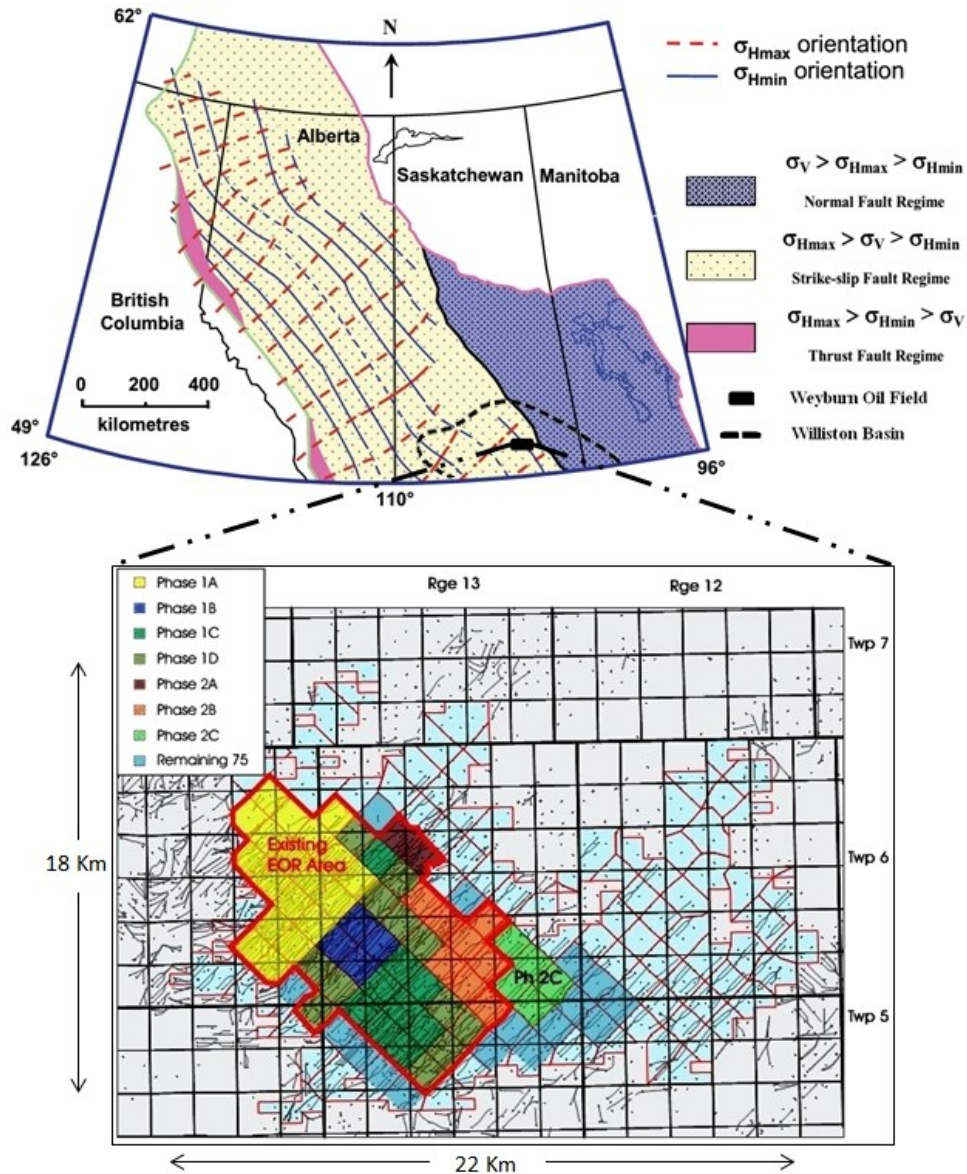 62°
N
σHmax orientation
σHmin orientation
Alberta
Saskatchewan
Manitoba
σV > σHmax > σHmin
Normal Fault Regime
σHmax > σV > σHmin
Strike-slip Fault Regime
British
Columbia
σHmax > σHmin > σV
Thrust Fault Regime
0 200 400
kilometres
Weyburn Oil Field
Williston Basin
49°
126°
110°
96°
Phase 1A
Phase 1B
Phase 1C
Phase 1D
Phase 2A
Phase 2B
Phase 2C
Remaining 75
Rge 13
Rge 12
Twp 7
Existing
EOR Area
18 Km
Twp 6
Ph 2C
Twp 5
22 Km